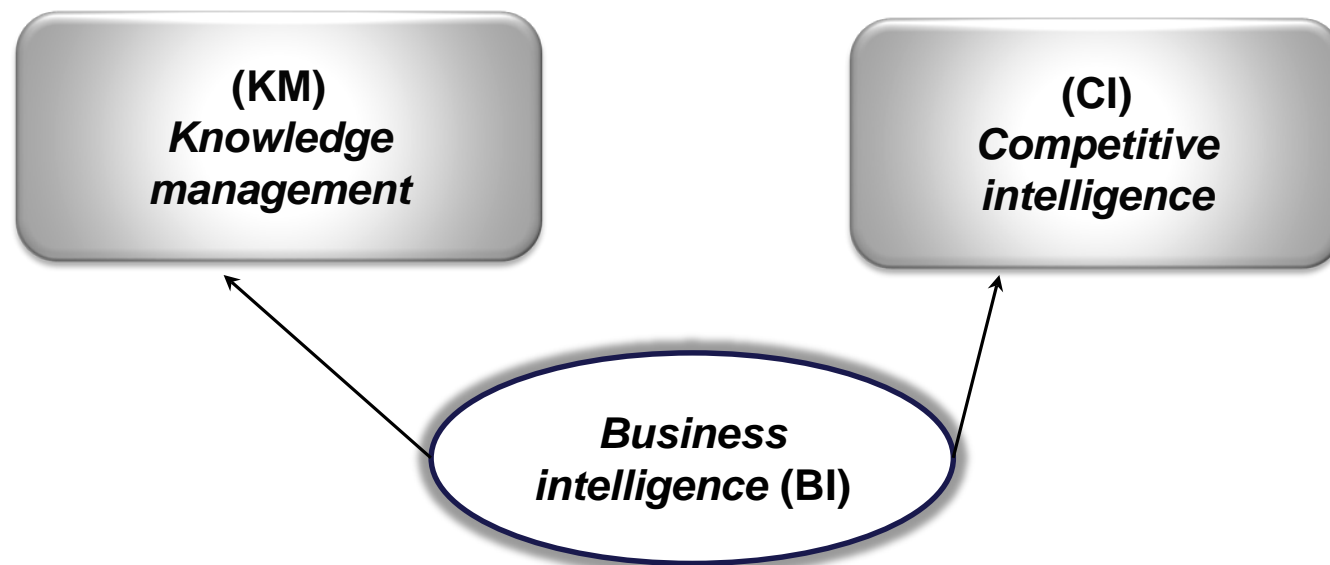 (KM)
Knowledge
management
(CI)
Competitive
intelligence
Business
intelligence (BI)